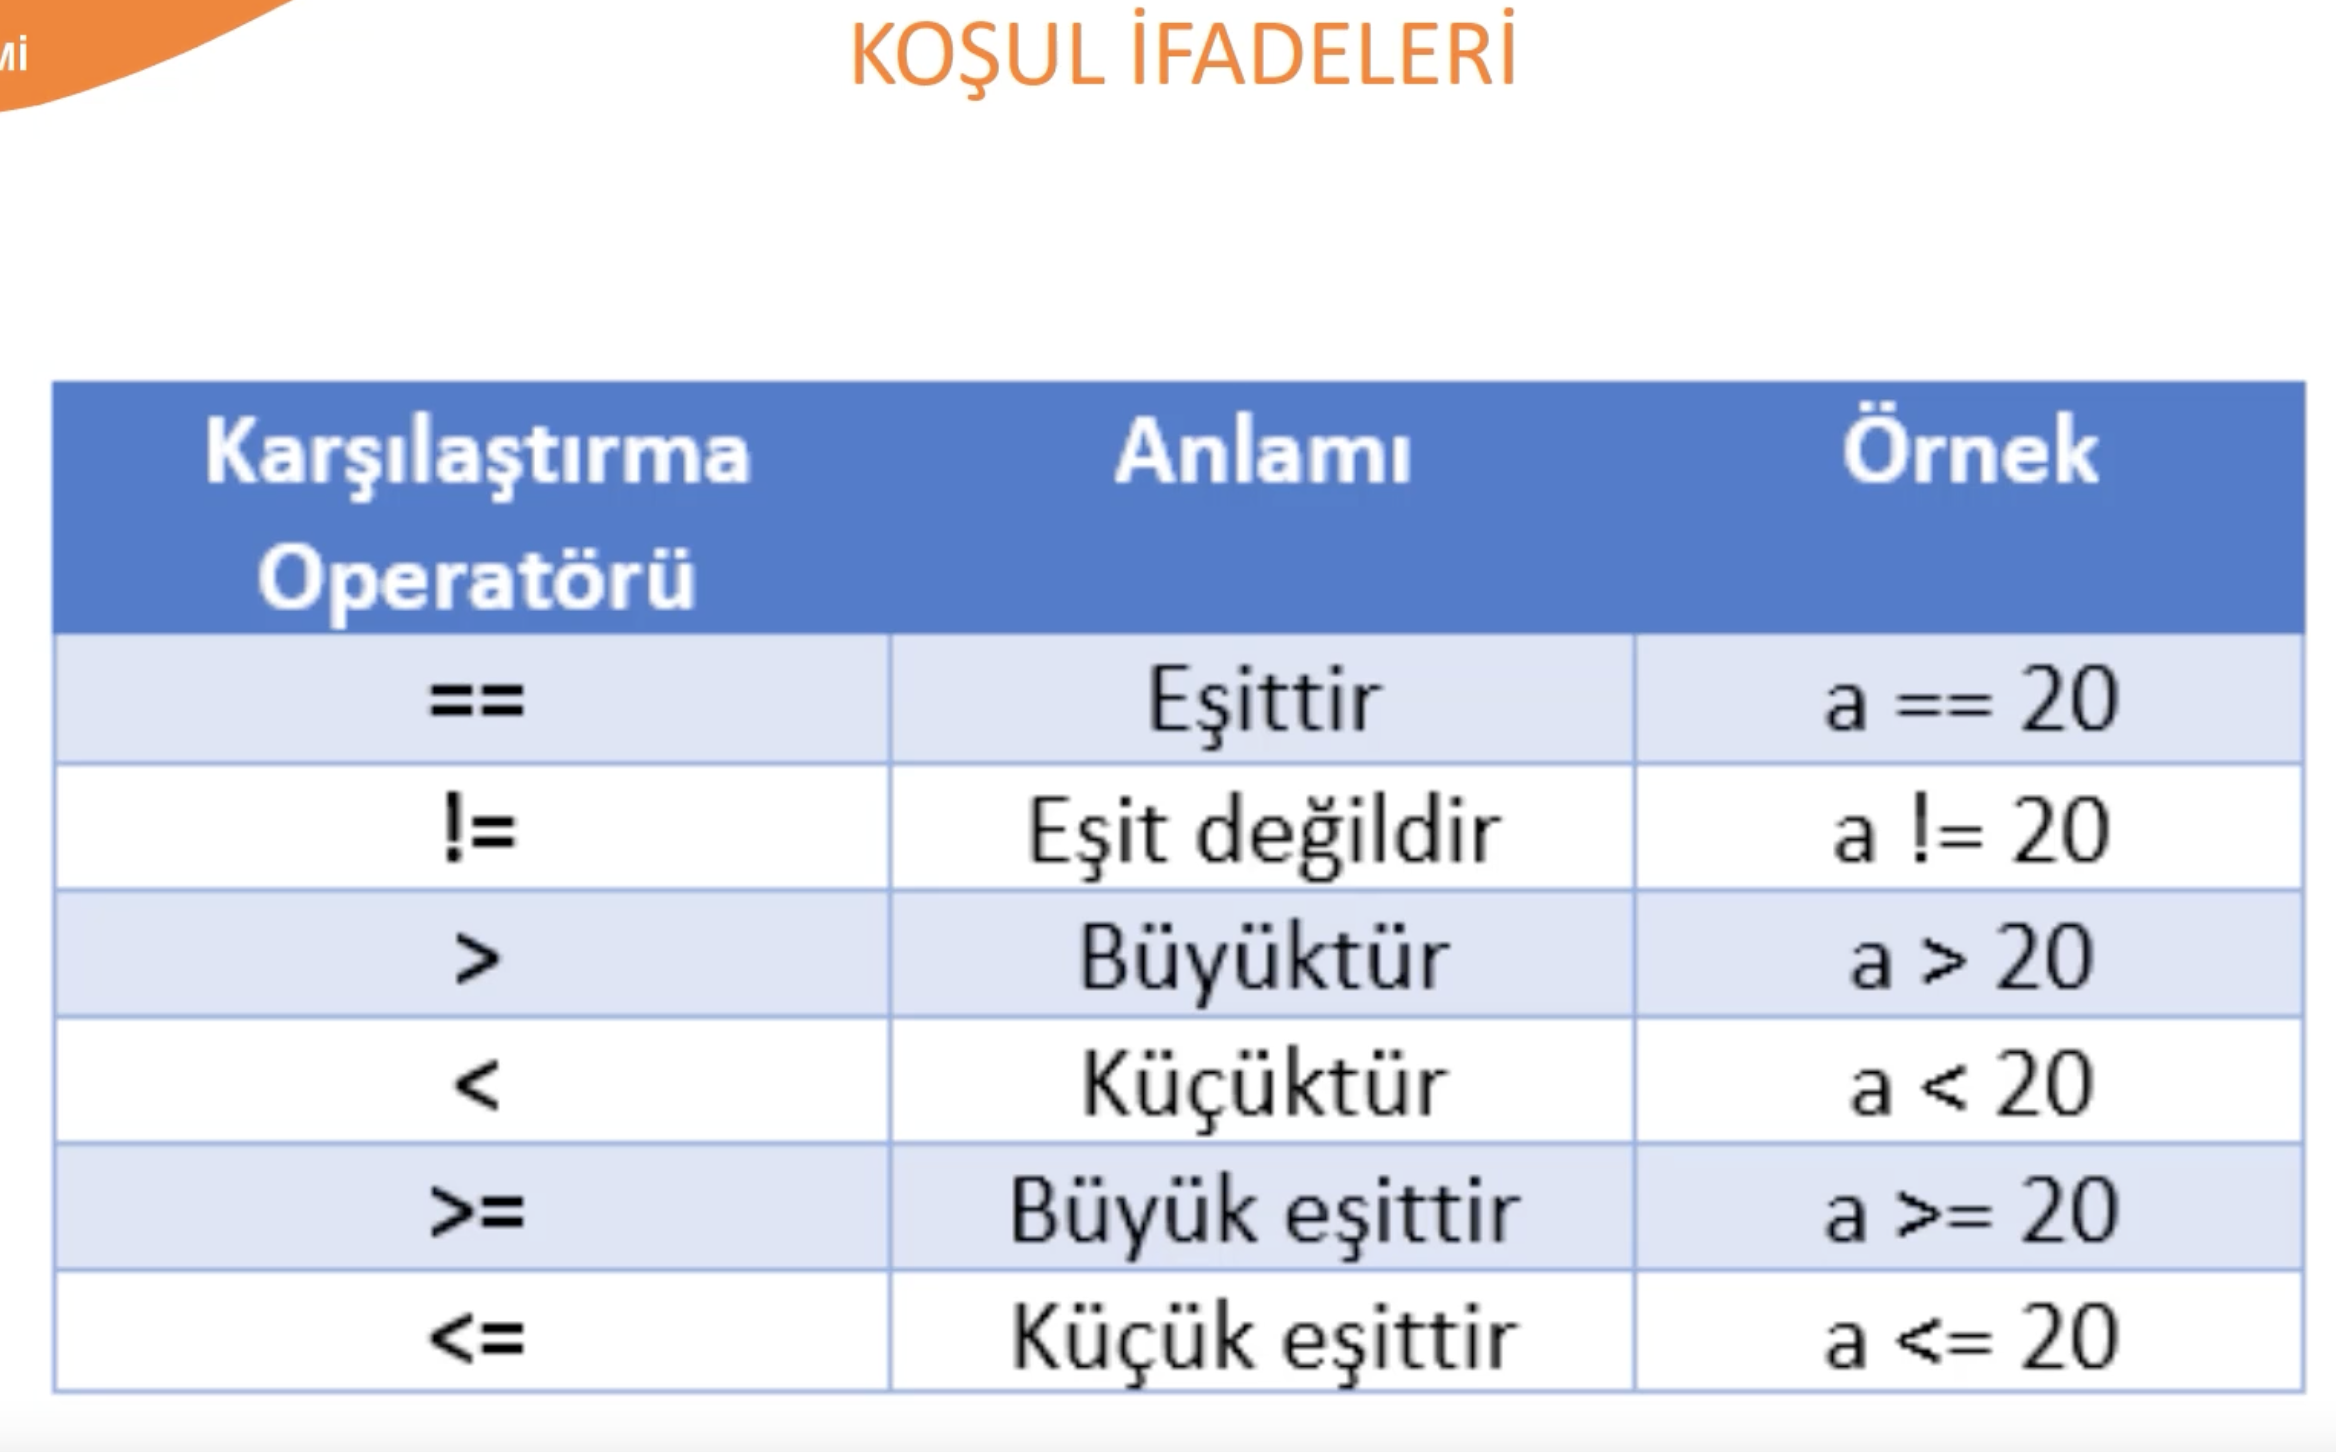 KOŞUL İFADELERİ
Karşılaştırma Operatörü Anlamı Örnek
== Eşittir a == 20
!= Eşit değildir a != 20
> Büyüktür a > 20
< Küçüktür a < 20
>= Büyük eşittir a >= 20
<= Küçük eşittir a <= 20